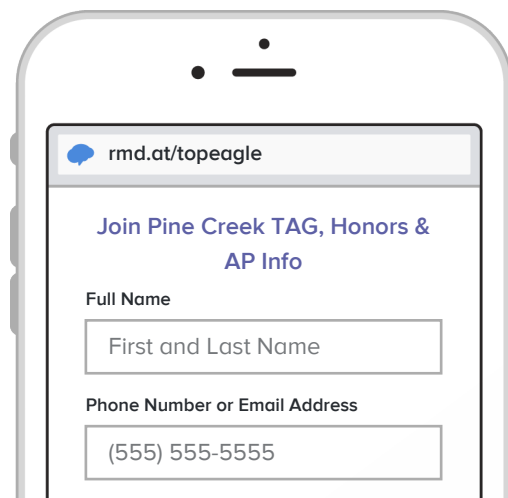 rmd.at/topeagle
Join Pine Creek TAG, Honors &
AP Info
Full Name
First and Last Name
Phone Number or Email Address
(555) 555-5555